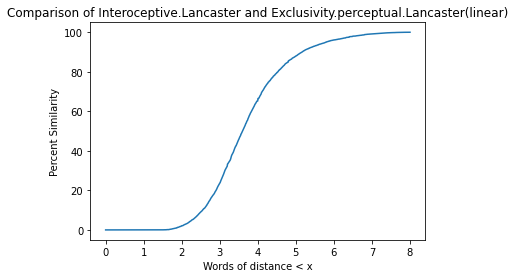 Comparison of Interoceptive.Lancaster and Exclusivity.perceptual.Lancaster(linear)
100
80
60
40
20
0
Percent Similarity
0 1 2 3 4 5 6 7 8
Words of distance < x